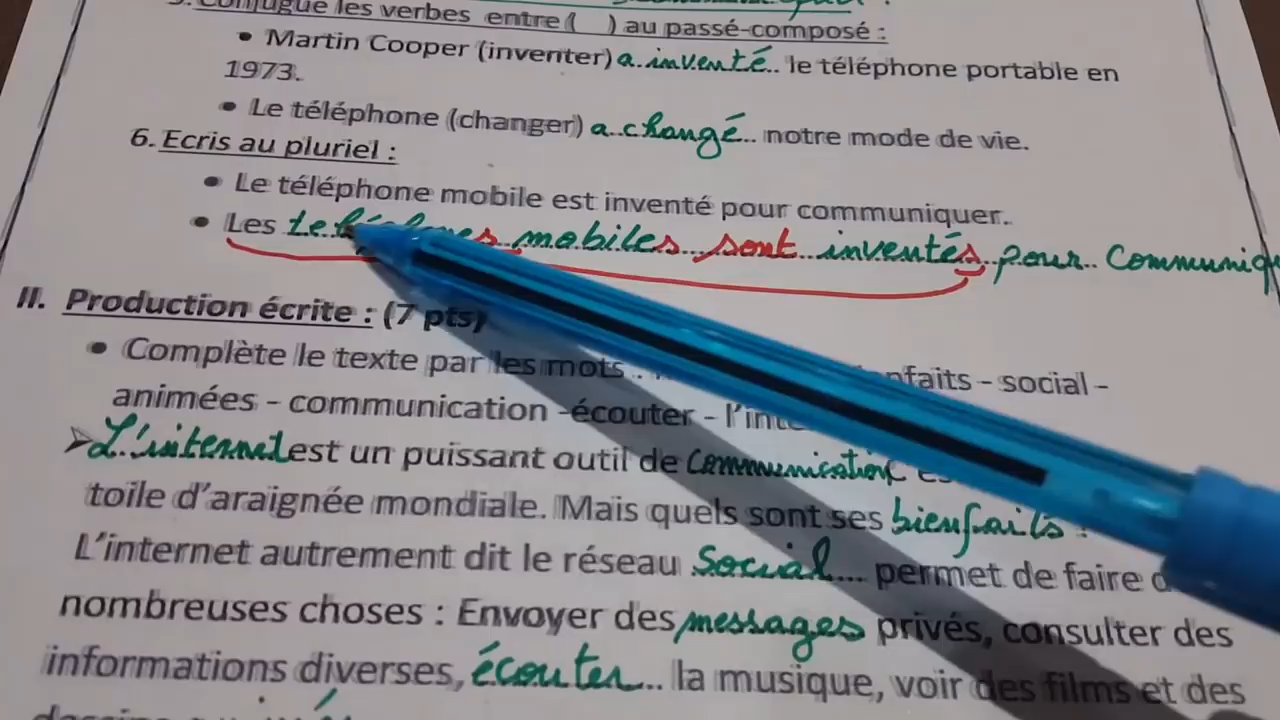 5. Conjugue les verbes entre ( ) au passé-composé :
• Martin Cooper (inventer) a inventé le téléphone portable en
1973.
• Le téléphone (changer) a changé notre mode de vie.
6. Ecris au pluriel :
• Le téléphone mobile est inventé pour communiquer.
• Les téléphones mobiles sont inventés pour
II. Production écrite : (7 pts)
• Complète le texte par les mots : social –
animées – communication -écouter –
➢ L'internet est un puissant outil de communication
toile d'araignée mondiale. Mais quels sont ses bienfaits ?
L'internet autrement dit le réseau social... permet de faire
nombreuses choses : Envoyer des messages privés, consulter des
informations diverses, écouter... la musique, voir des films et des